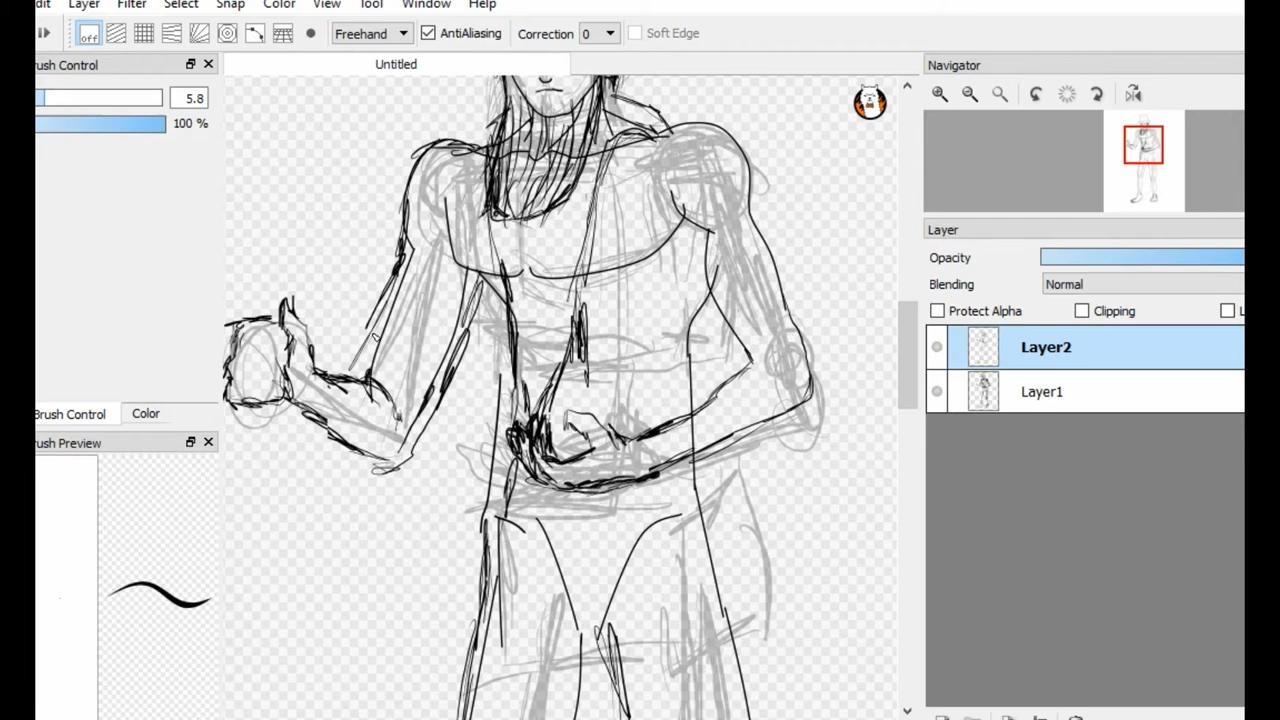 dit Layer Filter Select Snap Color View Tool Window Help
off Freehand AntiAliasing Correction 0 Soft Edge
rush Control
Untitled
Navigator
5.8
100 %
Layer
Opacity
Blending Normal
Protect Alpha Clipping L
Layer2
Layer1
Brush Control Color
rush Preview